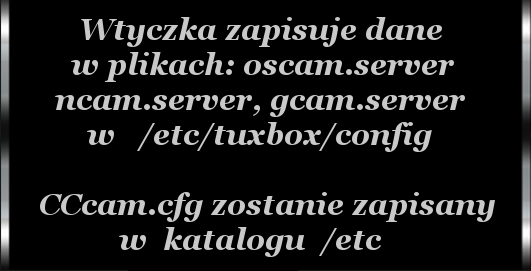 Wtyczka zapisuje dane
w plikach: oscam.server
ncam.server, gcam.server
w /etc/tuxbox/config
CCcam.cfg zostanie zapisany
w katalogu /etc